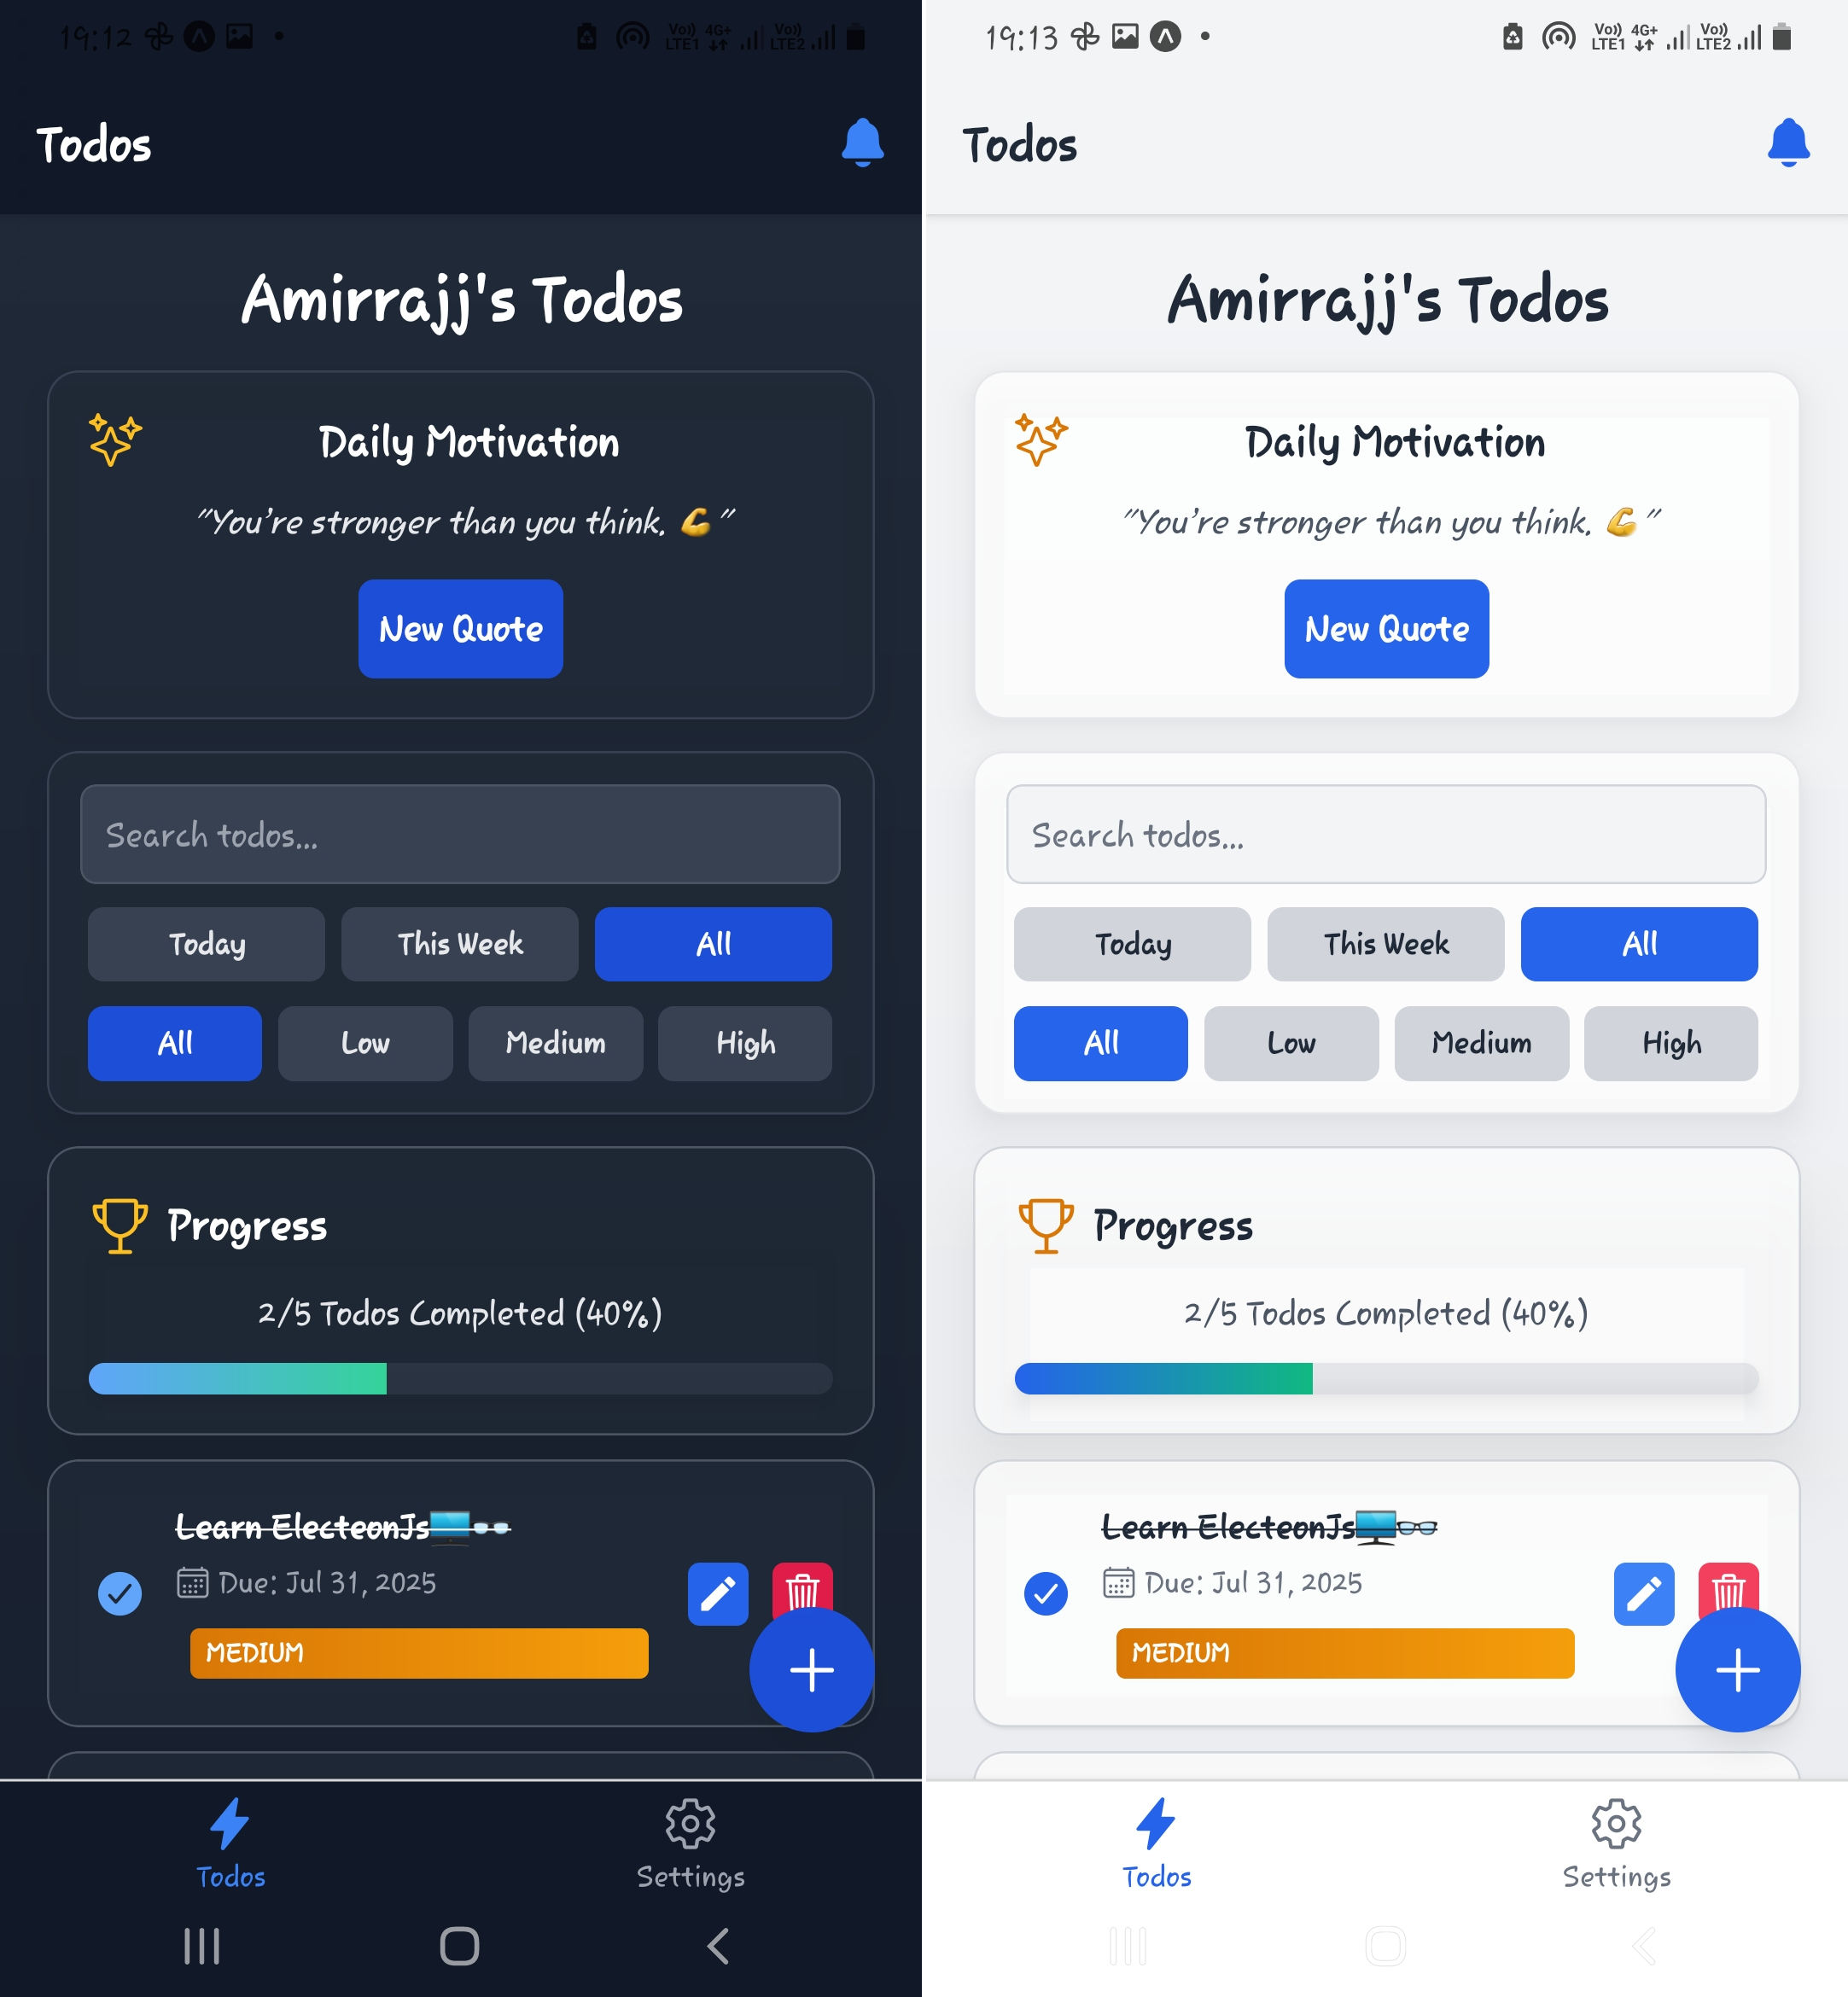 19:12
Vo)) LTE1 4G+ Vo)) LTE2
Todos
Amirrajj's Todos
Daily Motivation
"You're stronger than you think. 💪"
New Quote
Search todos...
Today This Week All
All Low Medium High
Progress
2/5 Todos Completed (40%)
Learn ElecteonJs🖥️👓
Due: Jul 31, 2025
MEDIUM
Todos Settings
19:13
Vo)) LTE1 4G+ Vo)) LTE2
Todos
Amirrajj's Todos
Daily Motivation
"You're stronger than you think. 💪"
New Quote
Search todos...
Today This Week All
All Low Medium High
Progress
2/5 Todos Completed (40%)
Learn ElecteonJs🖥️👓
Due: Jul 31, 2025
MEDIUM
Todos Settings